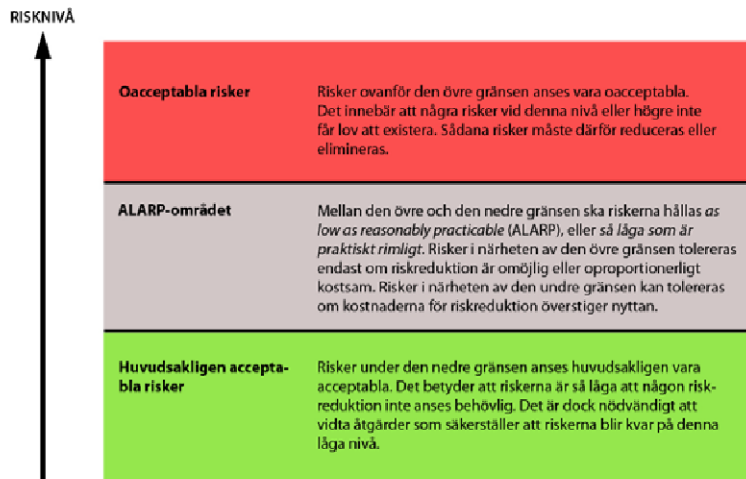 RISKNIVÅ
Oacceptabla risker
Risker ovanför den övre gränsen anses vara oacceptabla.
Det innebär att några risker vid denna nivå eller högre inte
får lov att existera. Sådana risker måste därför reduceras eller
elimineras.
ALARP-området
Mellan den övre och den nedre gränsen ska riskerna hållas as
low as reasonably practicable (ALARP), eller så låga som är
praktiskt rimligt. Risker i närheten av den övre gränsen tolereras
endast om riskreduktion är omöjlig eller oproportionerligt
kostsam. Risker i närheten av den undre gränsen kan tolereras
om kostnaderna för riskreduktion överstiger nyttan.
Huvudsakligen accepta-
bla risker
Risker under den nedre gränsen anses huvudsakligen vara
acceptabla. Det betyder att riskerna är så låga att någon risk-
reduktion inte anses behövlig. Det är dock nödvändigt att
vidta åtgärder som säkerställer att riskerna blir kvar på denna
låga nivå.